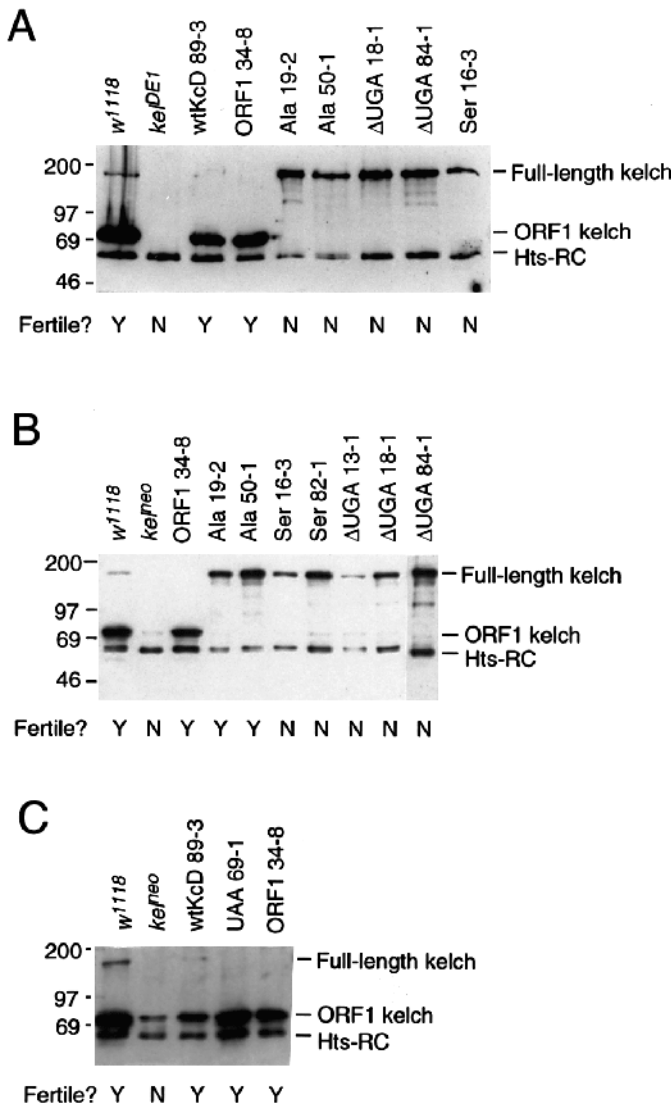 A
w1118
kelDE1
wtKcD 89-3
ORF1 34-8
Ala 19-2
Ala 50-1
ΔUGA 18-1
ΔUGA 84-1
Ser 16-3
200
97
69
46
Full-length kelch
ORF1 kelch
Hts-RC
Fertile? Y N Y Y N N N N N
B
w1118
kelneo
ORF1 34-8
Ala 19-2
Ala 50-1
Ser 16-3
Ser 82-1
ΔUGA 13-1
ΔUGA 18-1
ΔUGA 84-1
200
97
69
46
Full-length kelch
ORF1 kelch
Hts-RC
Fertile? Y N Y Y Y N N N N N
C
w1118
kelneo
wtKcD 89-3
UAA 69-1
ORF1 34-8
200
97
69
Full-length kelch
ORF1 kelch
Hts-RC
Fertile? Y N Y Y Y